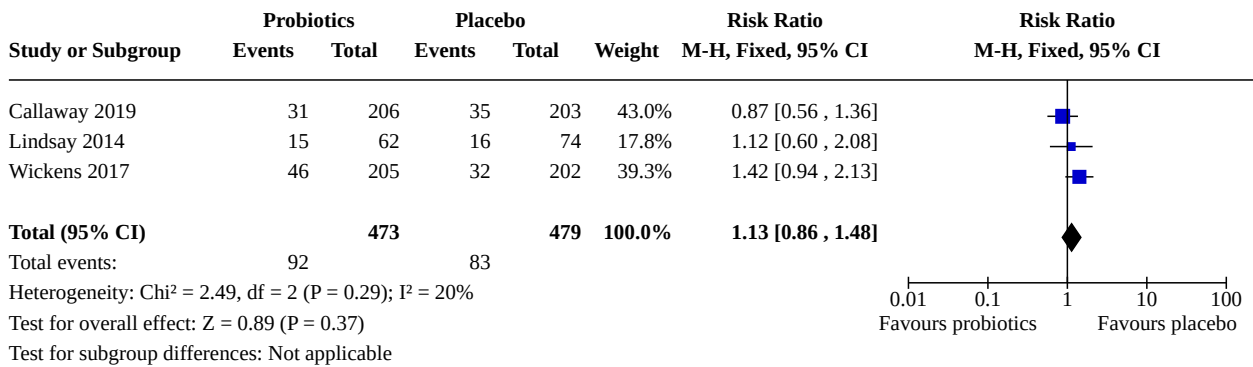 Probiotics Placebo Risk Ratio Risk Ratio
Study or Subgroup Events Total Events Total Weight M-H, Fixed, 95% CI M-H, Fixed, 95% CI
Callaway 2019 31 206 35 203 43.0% 0.87 [0.56 , 1.36]
Lindsay 2014 15 62 16 74 17.8% 1.12 [0.60 , 2.08]
Wickens 2017 46 205 32 202 39.3% 1.42 [0.94 , 2.13]
Total (95% CI) 473 479 100.0% 1.13 [0.86 , 1.48]
Total events: 92 83
Heterogeneity: Chi² = 2.49, df = 2 (P = 0.29); I² = 20%
0.01 0.1 1 10 100
Test for overall effect: Z = 0.89 (P = 0.37) Favours probiotics Favours placebo
Test for subgroup differences: Not applicable